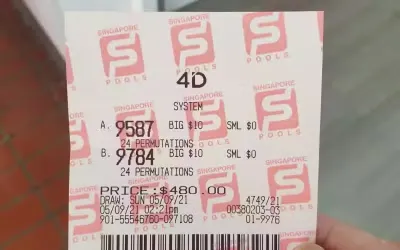 SINGAPORE
S
POOLS
4D
SYSTEM
A. 9587 BIG $10 SML $0
24 PERMUTATIONS
B. 9784 BIG $10 SML $0
24 PERMUTATIONS
PRICE:$480.00
DRAW: SUN 05/09/21 4749/21
05/09/21 02:21pm 00380203-03
901-55546760-097108 01-9976